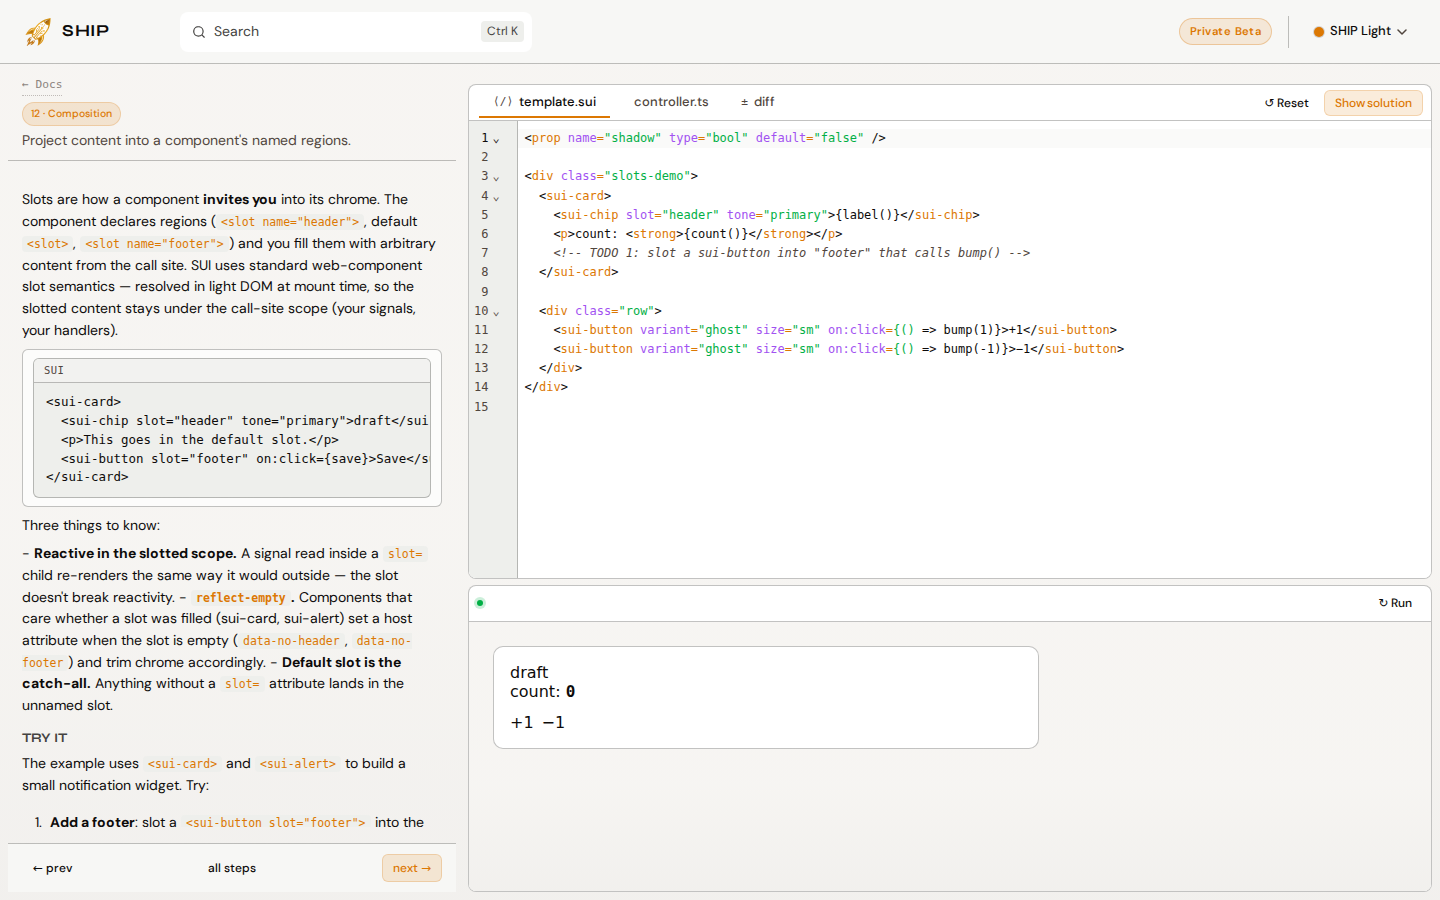 SHIP
Search
Ctrl K
Private Beta
SHIP Light
← Docs
12 · Composition
Project content into a component's named regions.
Slots are how a component invites you into its chrome. The
component declares regions ( <slot name="header"> , default
<slot> , <slot name="footer"> ) and you fill them with arbitrary
content from the call site. SUI uses standard web-component
slot semantics — resolved in light DOM at mount time, so the
slotted content stays under the call-site scope (your signals,
your handlers).
SUI
<sui-card>
<sui-chip slot="header" tone="primary">draft</sui
<p>This goes in the default slot.</p>
<sui-button slot="footer" on:click={save}>Save</s
</sui-card>
Three things to know:
- Reactive in the slotted scope. A signal read inside a slot=
child re-renders the same way it would outside — the slot
doesn't break reactivity. - reflect-empty . Components that
care whether a slot was filled (sui-card, sui-alert) set a host
attribute when the slot is empty ( data-no-header , data-no-
footer ) and trim chrome accordingly. - Default slot is the
catch-all. Anything without a slot= attribute lands in the
unnamed slot.
TRY IT
The example uses <sui-card> and <sui-alert> to build a
small notification widget. Try:
1. Add a footer: slot a <sui-button slot="footer"> into the
← prev
all steps
next →
⟨/⟩ template.sui
controller.ts
± diff
↺ Reset
Show solution
1 <prop name="shadow" type="bool" default="false" />
2
3 <div class="slots-demo">
4 <sui-card>
5 <sui-chip slot="header" tone="primary">{label()}</sui-chip>
6 <p>count: <strong>{count()}</strong></p>
7 <!-- TODO 1: slot a sui-button into "footer" that calls bump() -->
8 </sui-card>
9
10 <div class="row">
11 <sui-button variant="ghost" size="sm" on:click={() => bump(1)}>+1</sui-button>
12 <sui-button variant="ghost" size="sm" on:click={() => bump(-1)}>−1</sui-button>
13 </div>
14 </div>
15
↻ Run
draft
count: 0
+1 −1